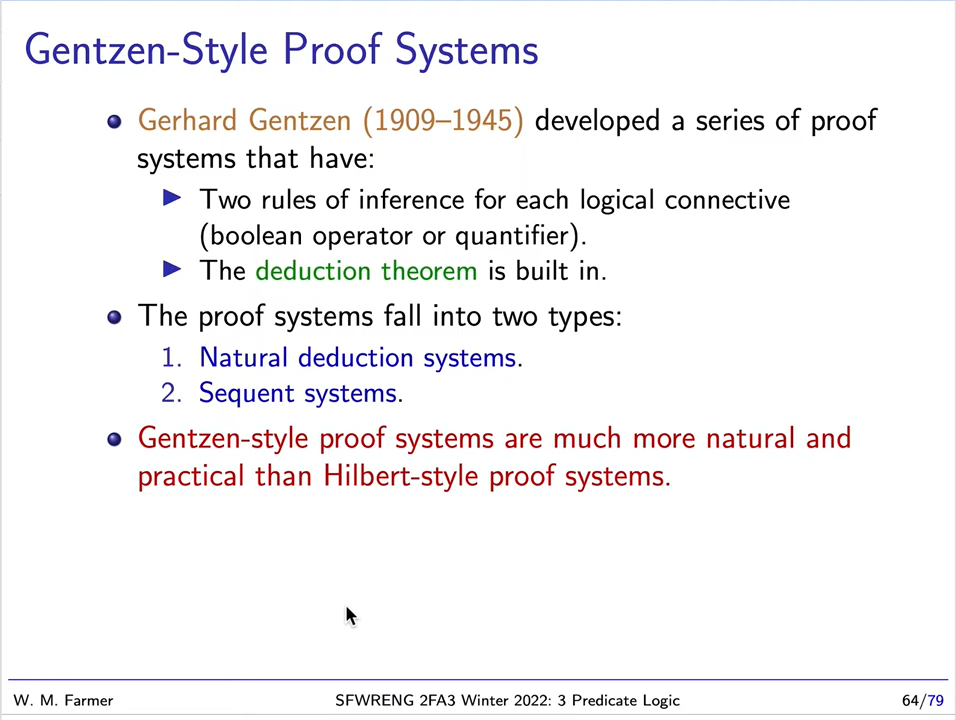 Gentzen-Style Proof Systems
Gerhard Gentzen (1909–1945) developed a series of proof
systems that have:
Two rules of inference for each logical connective
(boolean operator or quantifier).
The deduction theorem is built in.
The proof systems fall into two types:
1. Natural deduction systems.
2. Sequent systems.
Gentzen-style proof systems are much more natural and
practical than Hilbert-style proof systems.
W. M. Farmer SFWRENG 2FA3 Winter 2022: 3 Predicate Logic 64/79